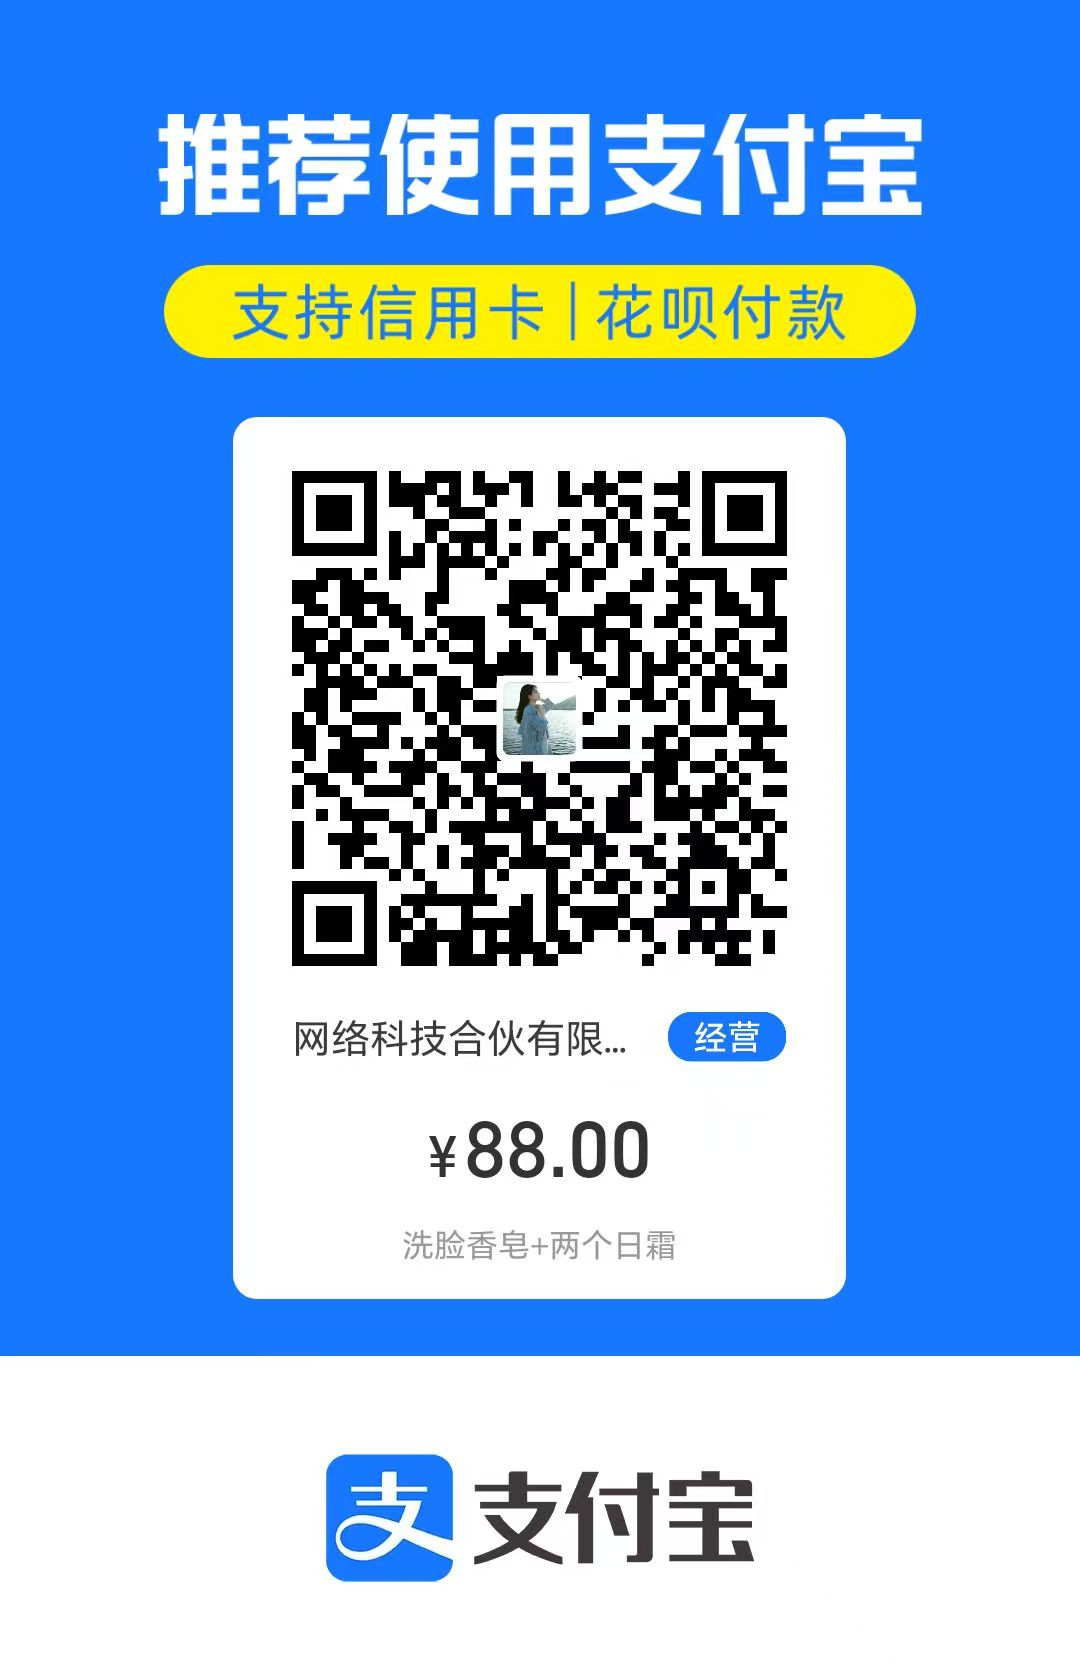 推荐使用支付宝
支持信用卡|花呗付款
网络科技合伙有限... 经营
¥88.00
洗脸香皂+两个日霜
支 支付宝